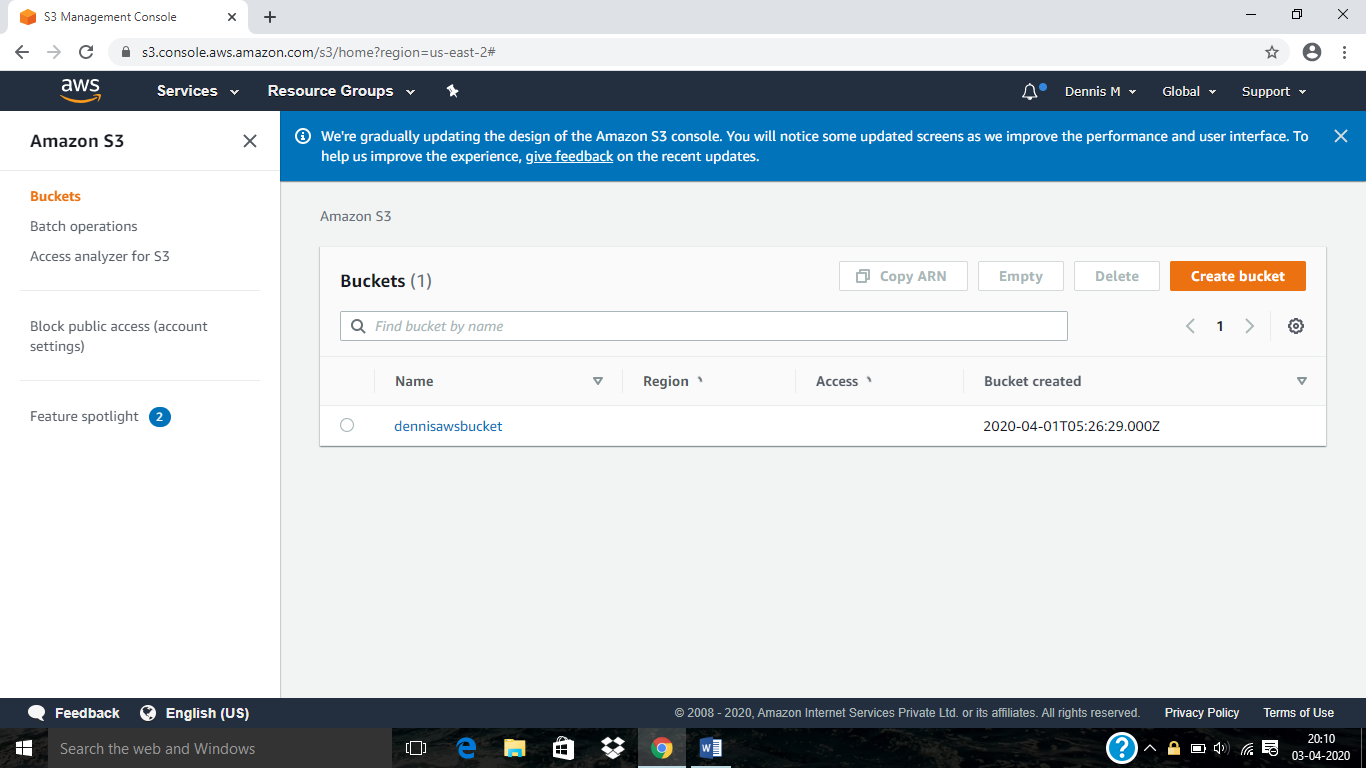 S3 Management Console
s3.console.aws.amazon.com/s3/home?region=us-east-2#
aws
Services
Resource Groups
Dennis M
Global
Support
Amazon S3
Buckets
Batch operations
Access analyzer for S3
Block public access (account
settings)
Feature spotlight 2
We're gradually updating the design of the Amazon S3 console. You will notice some updated screens as we improve the performance and user interface. To
help us improve the experience, give feedback on the recent updates.
Amazon S3
Buckets (1)
Copy ARN
Empty
Delete
Create bucket
Find bucket by name
1
Name
Region
Access
Bucket created
dennisawsbucket
2020-04-01T05:26:29.000Z
Feedback
English (US)
© 2008 - 2020, Amazon Internet Services Private Ltd. or its affiliates. All rights reserved.
Privacy Policy
Terms of Use
Search the web and Windows
20:10
03-04-2020